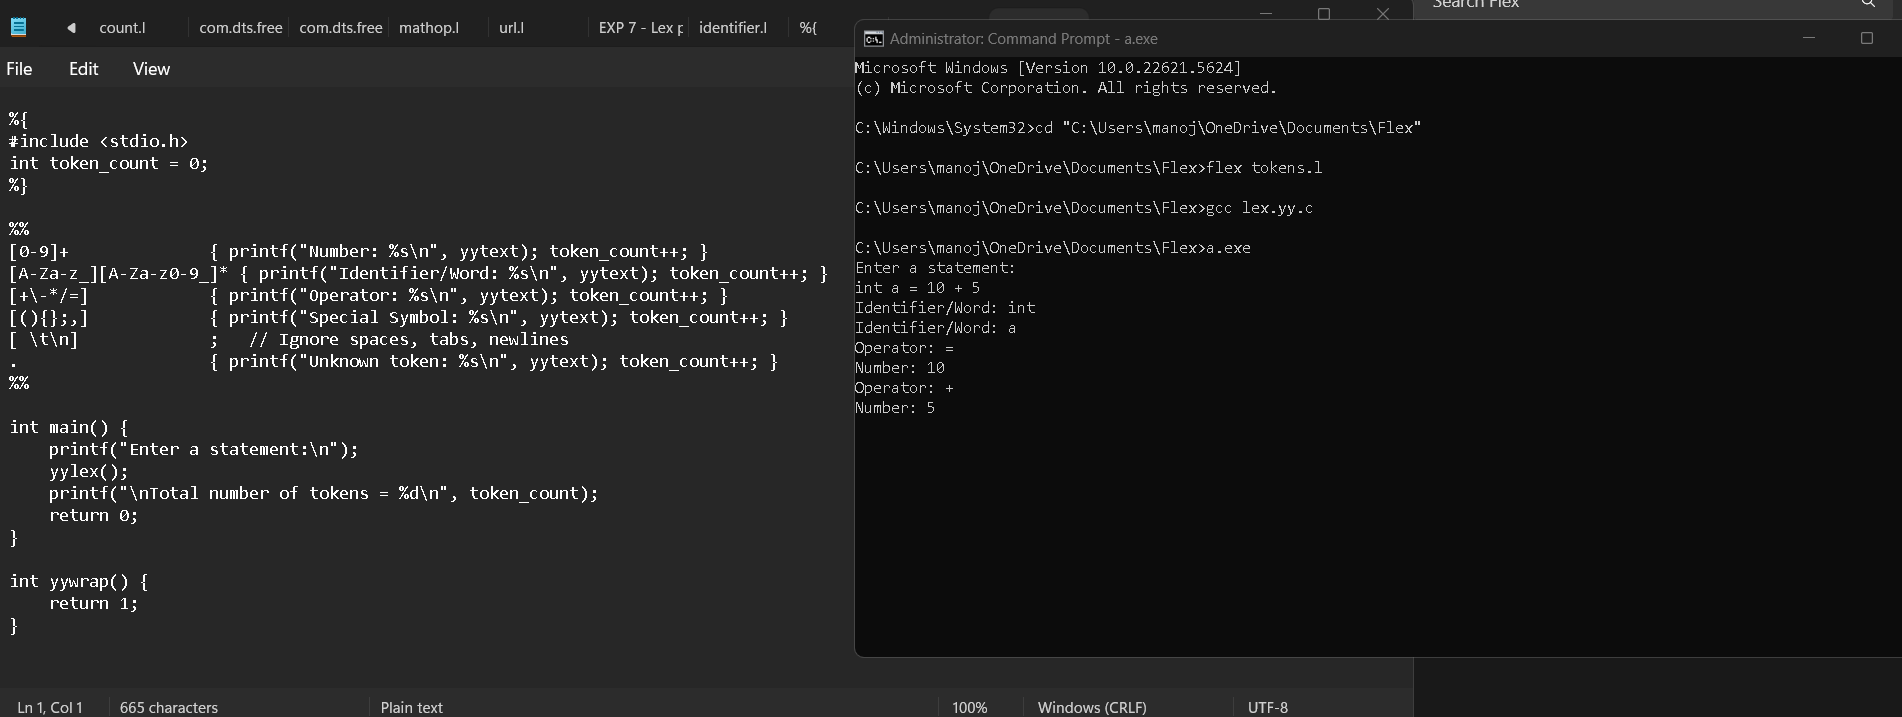 count.l com.dts.free com.dts.free mathop.l url.l EXP 7 - Lex p identifier.l %{
File Edit View
%{
#include <stdio.h>
int token_count = 0;
%}
%%
[0-9]+ { printf("Number: %s\n", yytext); token_count++; }
[A-Za-z_][A-Za-z0-9_]* { printf("Identifier/Word: %s\n", yytext); token_count++; }
[+\-*/=] { printf("Operator: %s\n", yytext); token_count++; }
[(){};,] { printf("Special Symbol: %s\n", yytext); token_count++; }
[ \t\n] ; // Ignore spaces, tabs, newlines
. { printf("Unknown token: %s\n", yytext); token_count++; }
%%
int main() {
    printf("Enter a statement:\n");
    yylex();
    printf("\nTotal number of tokens = %d\n", token_count);
    return 0;
}
int yywrap() {
    return 1;
}
Ln 1, Col 1 665 characters Plain text 100% Windows (CRLF) UTF-8
Search Flex
Administrator: Command Prompt - a.exe
Microsoft Windows [Version 10.0.22621.5624]
(c) Microsoft Corporation. All rights reserved.
C:\Windows\System32>cd "C:\Users\manoj\OneDrive\Documents\Flex"
C:\Users\manoj\OneDrive\Documents\Flex>flex tokens.l
C:\Users\manoj\OneDrive\Documents\Flex>gcc lex.yy.c
C:\Users\manoj\OneDrive\Documents\Flex>a.exe
Enter a statement:
int a = 10 + 5
Identifier/Word: int
Identifier/Word: a
Operator: =
Number: 10
Operator: +
Number: 5